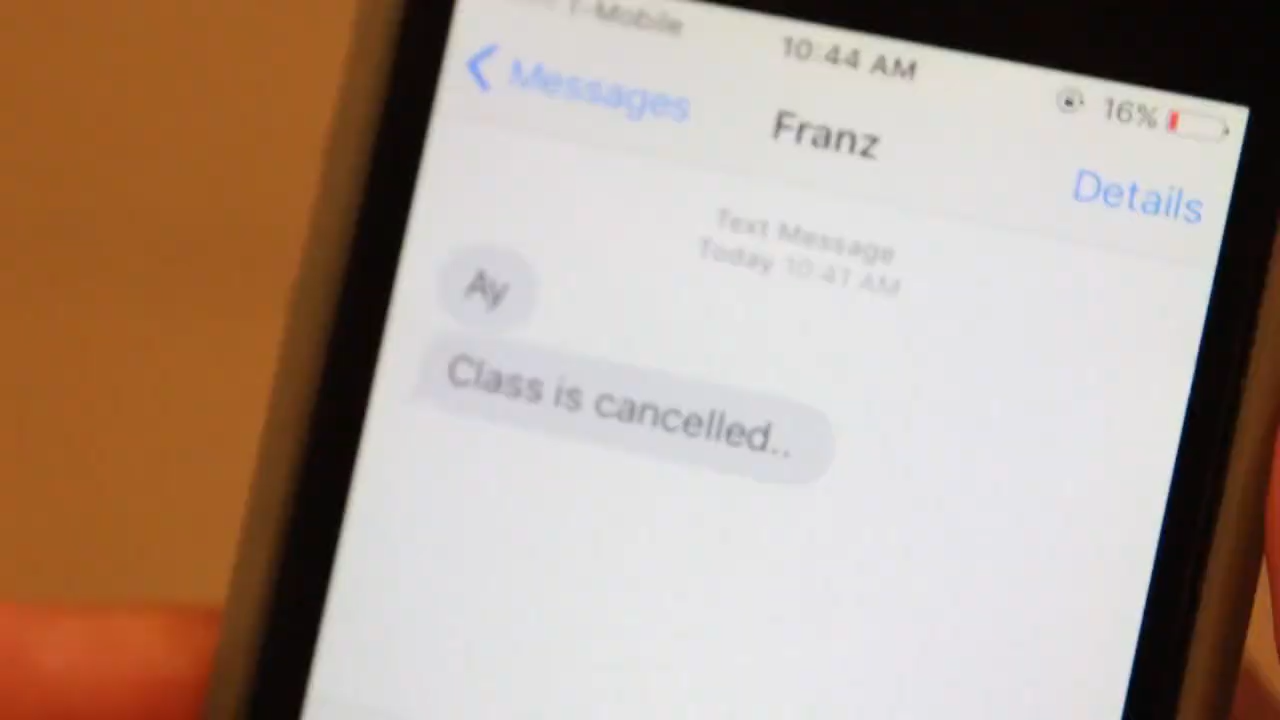 T-Mobile
10:44 AM
16%
Messages
Franz
Details
Text Message
Today 10:41 AM
Ay
Class is cancelled..